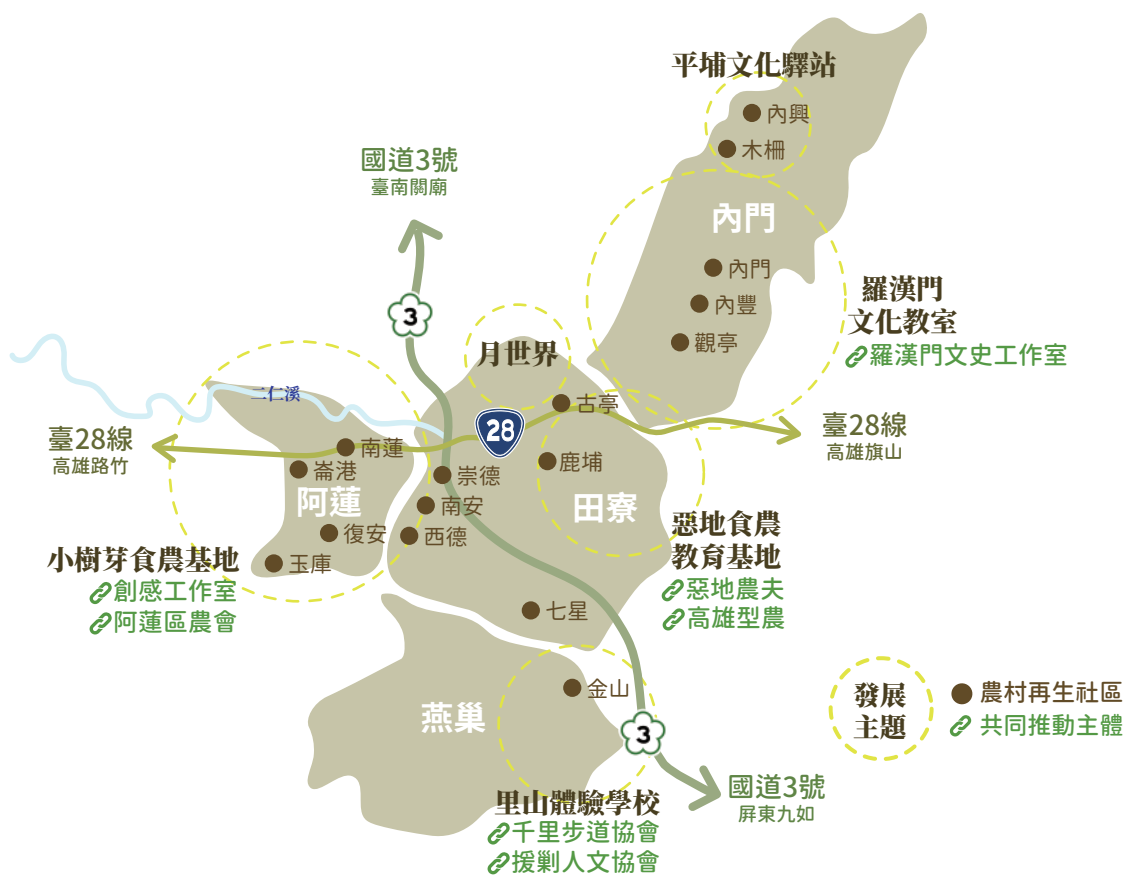 平埔文化驛站
內興
木柵
國道3號
臺南關廟
內門
內門
內豐
觀亭
羅漢門
文化教室
羅漢門文史工作室
3
月世界
二仁溪
古亭
28
臺28線
高雄路竹
臺28線
高雄旗山
南蓮
崙港
阿蓮
復安
玉庫
崇德
南安
西德
鹿埔
田寮
七星
小樹芽食農基地
創感工作室
阿蓮區農會
惡地食農
教育基地
惡地農夫
高雄型農
金山
燕巢
3
里山體驗學校
千里步道協會
援剿人文協會
國道3號
屏東九如
發展
主題
農村再生社區
共同推動主體